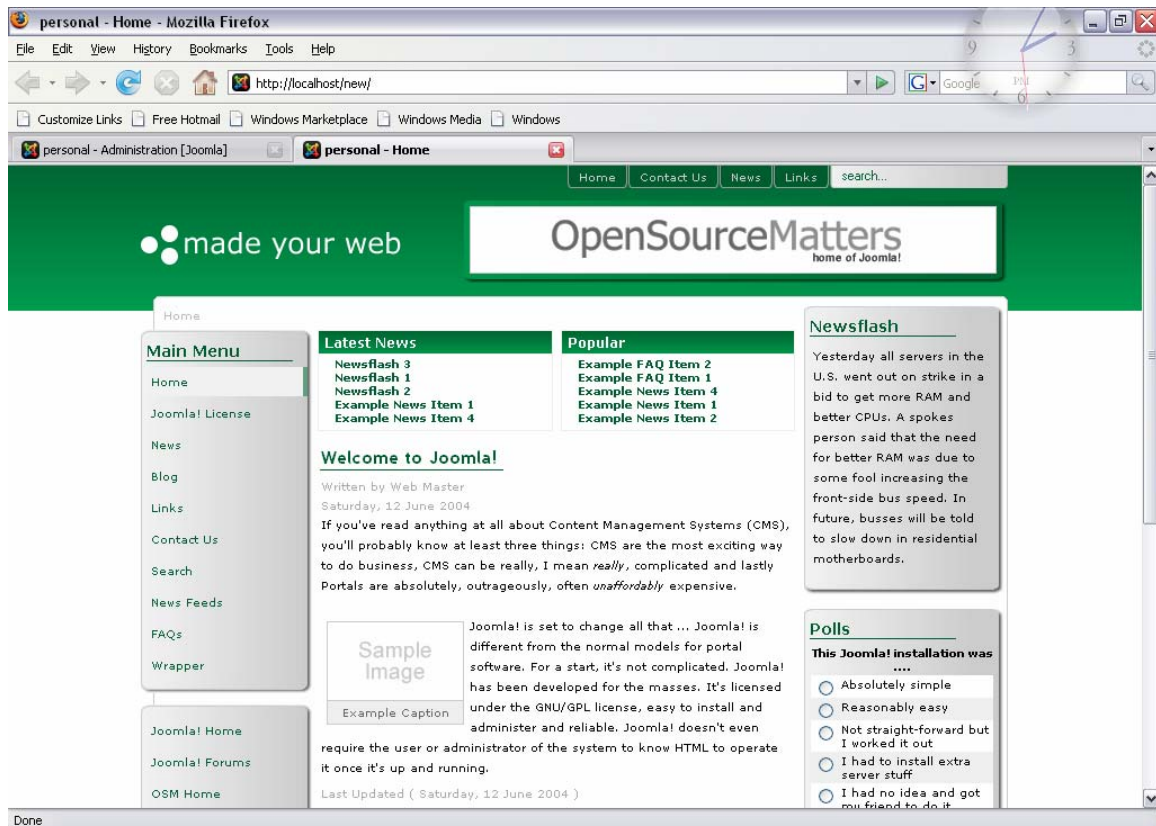 personal - Home - Mozilla Firefox
File Edit View History Bookmarks Tools Help
9 3
http://localhost/new/
G Google
PM
6
Customize Links Free Hotmail Windows Marketplace Windows Media Windows
personal - Administration [Joomla] personal - Home
Home Contact Us News Links search...
made your web
OpenSourceMatters
home of Joomla!
Home
Main Menu
Home
Joomla! License
News
Blog
Links
Contact Us
Search
News Feeds
FAQs
Wrapper
Joomla! Home
Joomla! Forums
OSM Home
Latest News
Newsflash 3
Newsflash 1
Newsflash 2
Example News Item 1
Example News Item 4
Popular
Example FAQ Item 2
Example FAQ Item 1
Example News Item 4
Example News Item 1
Example News Item 2
Welcome to Joomla!
Written by Web Master
Saturday, 12 June 2004
If you've read anything at all about Content Management Systems (CMS),
you'll probably know at least three things: CMS are the most exciting way
to do business, CMS can be really, I mean really, complicated and lastly
Portals are absolutely, outrageously, often unaffordably expensive.
Sample
Image
Example Caption
Joomla! is set to change all that ... Joomla! is
different from the normal models for portal
software. For a start, it's not complicated. Joomla!
has been developed for the masses. It's licensed
under the GNU/GPL license, easy to install and
administer and reliable. Joomla! doesn't even
require the user or administrator of the system to know HTML to operate
it once it's up and running.
Last Updated ( Saturday, 12 June 2004 )
Newsflash
Yesterday all servers in the
U.S. went out on strike in a
bid to get more RAM and
better CPUs. A spokes
person said that the need
for better RAM was due to
some fool increasing the
front-side bus speed. In
future, busses will be told
to slow down in residential
motherboards.
Polls
This Joomla! installation was
....
Absolutely simple
Reasonably easy
Not straight-forward but
I worked it out
I had to install extra
server stuff
I had no idea and got
my friend to do it
Done